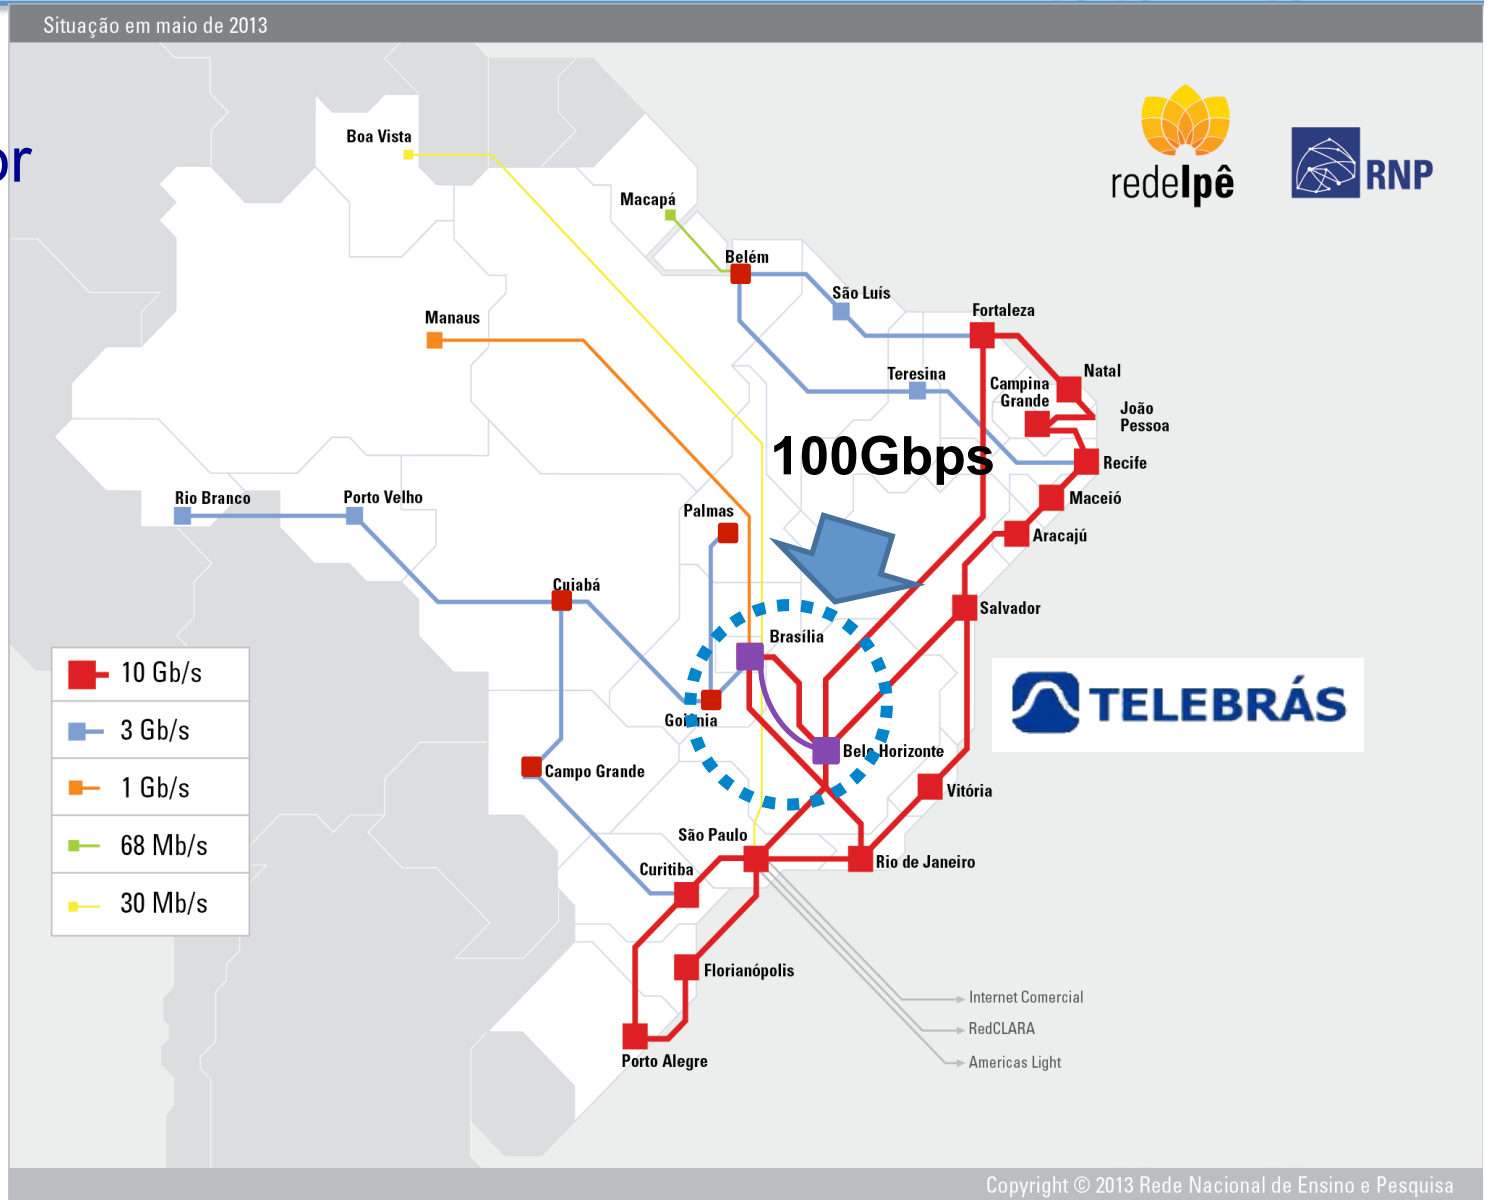 Situação em maio de 2013
or
redeIpê
RNP
Boa Vista
Macapá
Belém
São Luís
Fortaleza
Manaus
Teresina
Natal
Campina
Grande
João
Pessoa
100Gbps
Recife
Rio Branco
Porto Velho
Maceió
Palmas
Aracajú
Cuiabá
Salvador
Brasília
10 Gb/s
3 Gb/s
1 Gb/s
68 Mb/s
30 Mb/s
TELEBRÁS
Goiânia
Belo Horizonte
Campo Grande
Vitória
São Paulo
Curitiba
Rio de Janeiro
Florianópolis
Porto Alegre
Internet Comercial
RedCLARA
Americas Light
Copyright © 2013 Rede Nacional de Ensino e Pesquisa